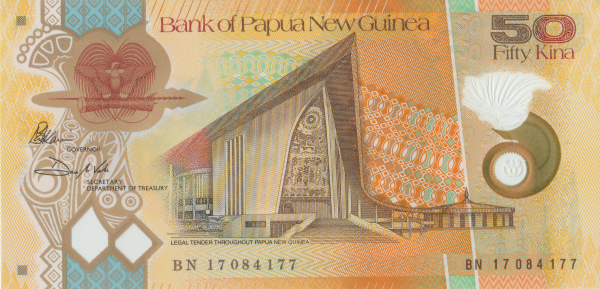 Bank of Papua New Guinea
50
Fifty Kina
GOVERNOR
SECRETARY
DEPARTMENT OF TREASURY
LEGAL TENDER THROUGHOUT PAPUA NEW GUINEA
BN 17084177
BN 17084177